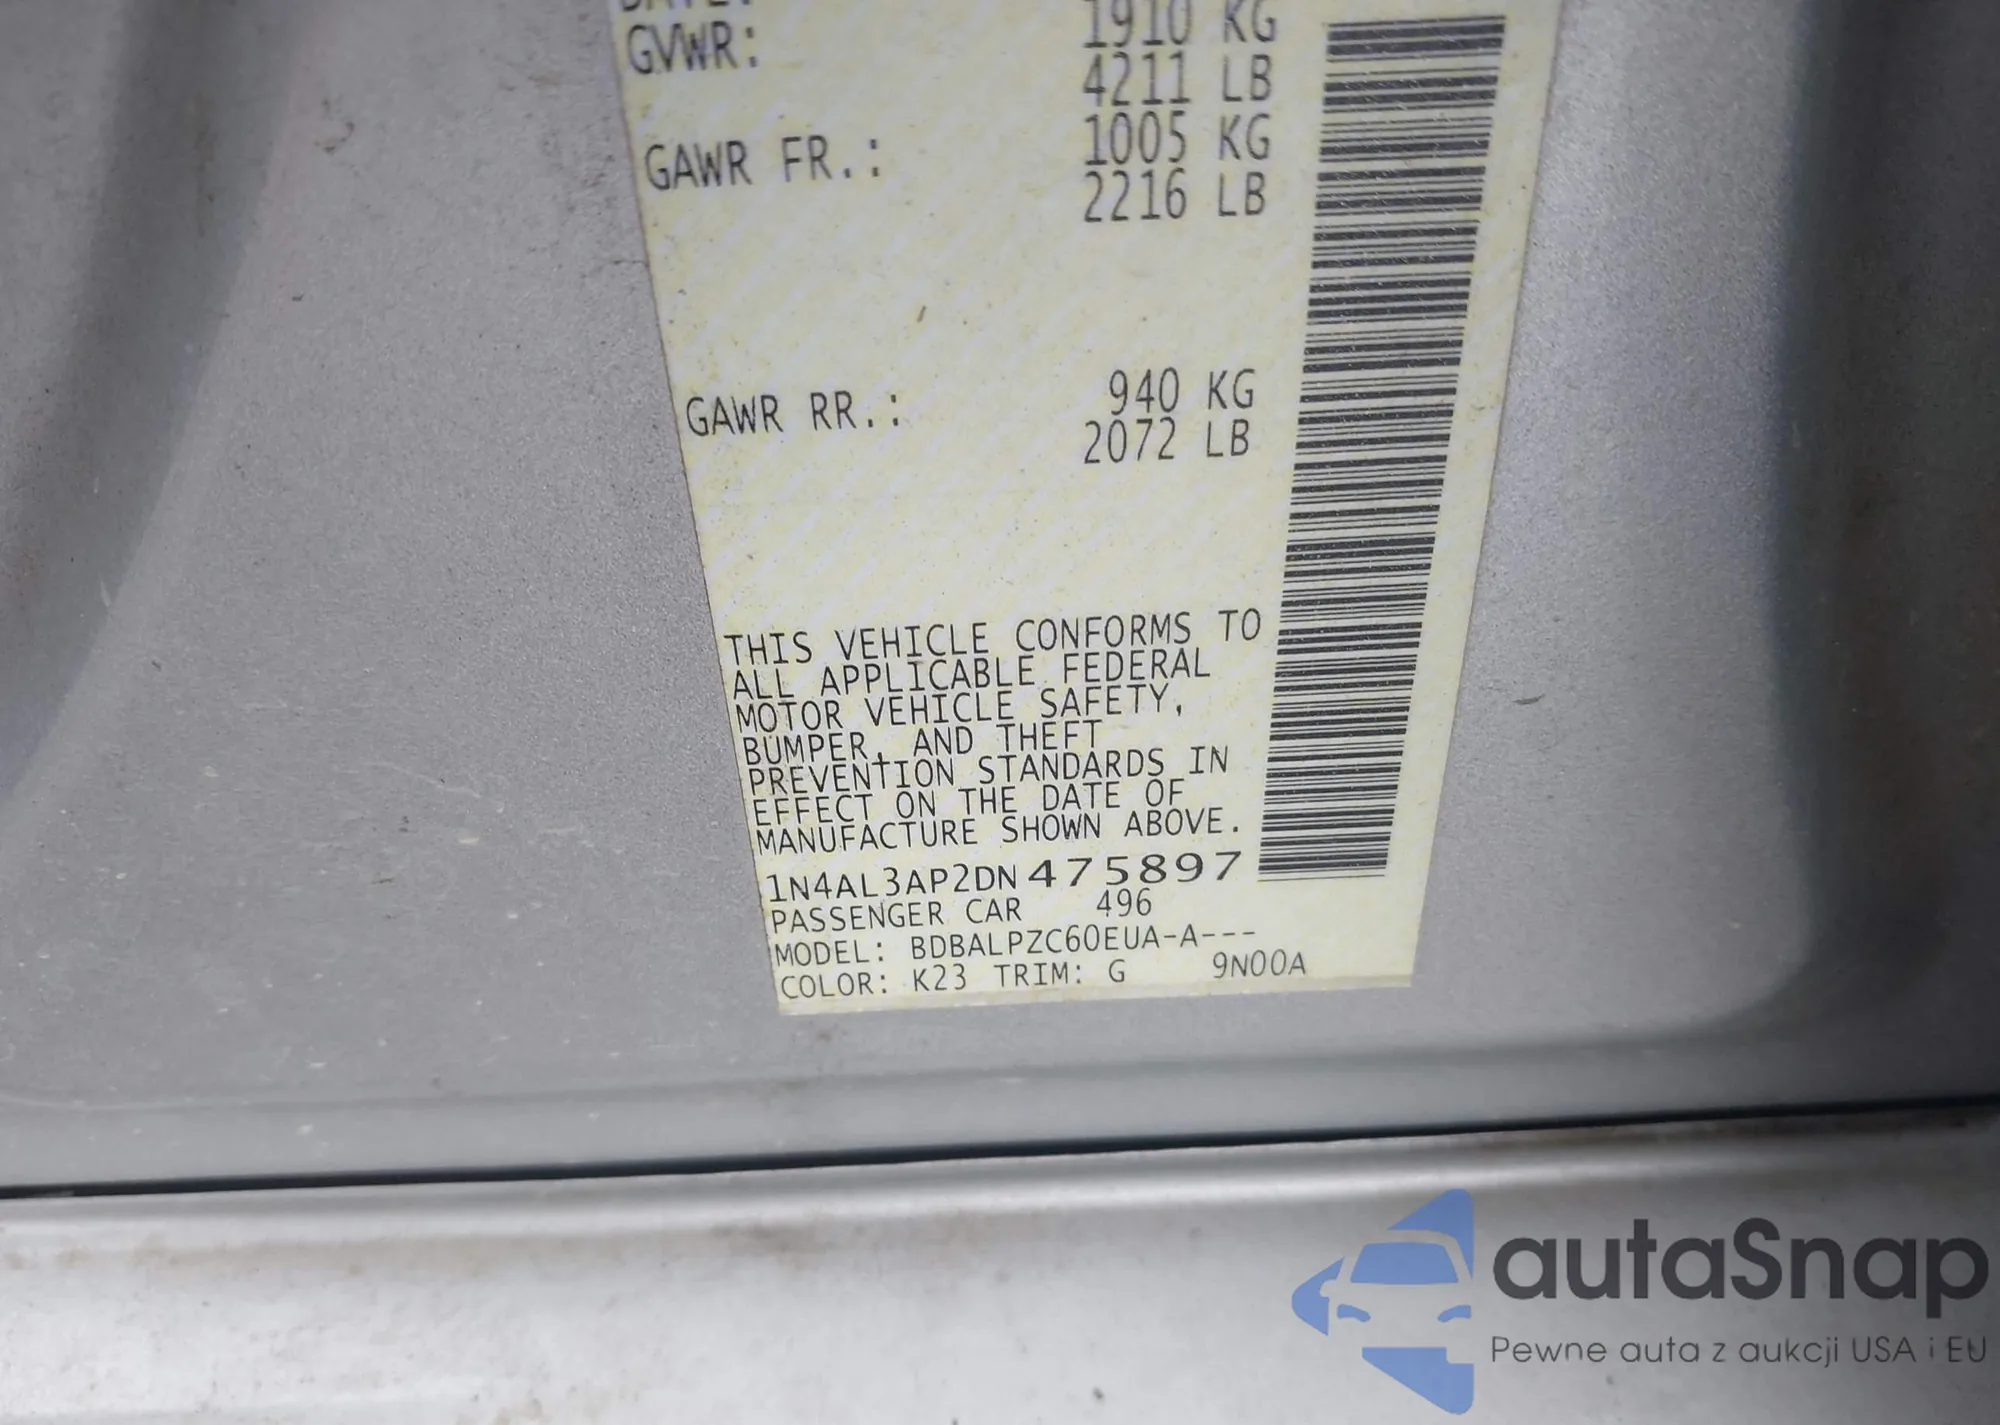 DATE:
GVWR: 1910 KG
4211 LB
GAWR FR.: 1005 KG
2216 LB
GAWR RR.: 940 KG
2072 LB
THIS VEHICLE CONFORMS TO
ALL APPLICABLE FEDERAL
MOTOR VEHICLE SAFETY,
BUMPER, AND THEFT
PREVENTION STANDARDS IN
EFFECT ON THE DATE OF
MANUFACTURE SHOWN ABOVE.
1N4AL3AP2DN475897
PASSENGER CAR 496
MODEL: BDBALPZC60EUA-A---
COLOR: K23 TRIM: G 9N00A
autaSnap
Pewne auta z aukcji USA i EU